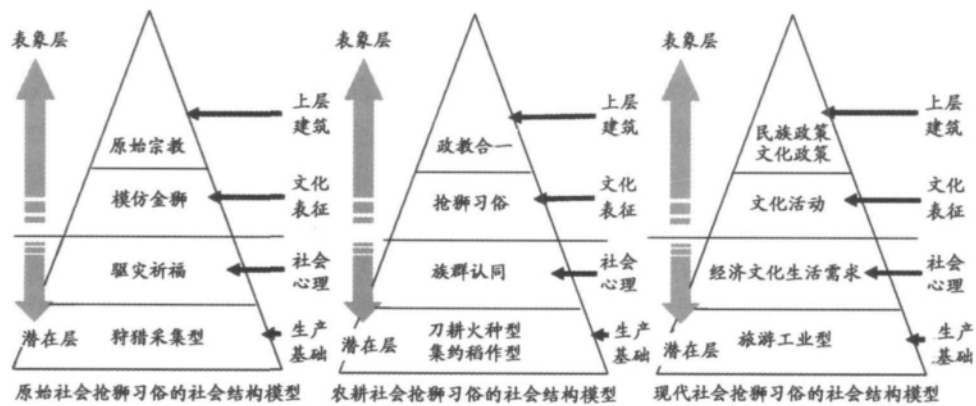 表象层
上层
建筑
原始宗教
模仿金狮
文化
表征
驱灾祈福
社会
心理
潜在层
狩猎采集型
生产
基础
原始社会抢狮习俗的社会结构模型
表象层
上层
建筑
政教合一
抢狮习俗
文化
表征
族群认同
社会
心理
潜在层
刀耕火种型
集约稻作型
生产
基础
农耕社会抢狮习俗的社会结构模型
表象层
上层
建筑
民族政策
文化政策
文化活动
文化
表征
经济文化生活需求
社会
心理
潜在层
旅游工业型
生产
基础
现代社会抢狮习俗的社会结构模型